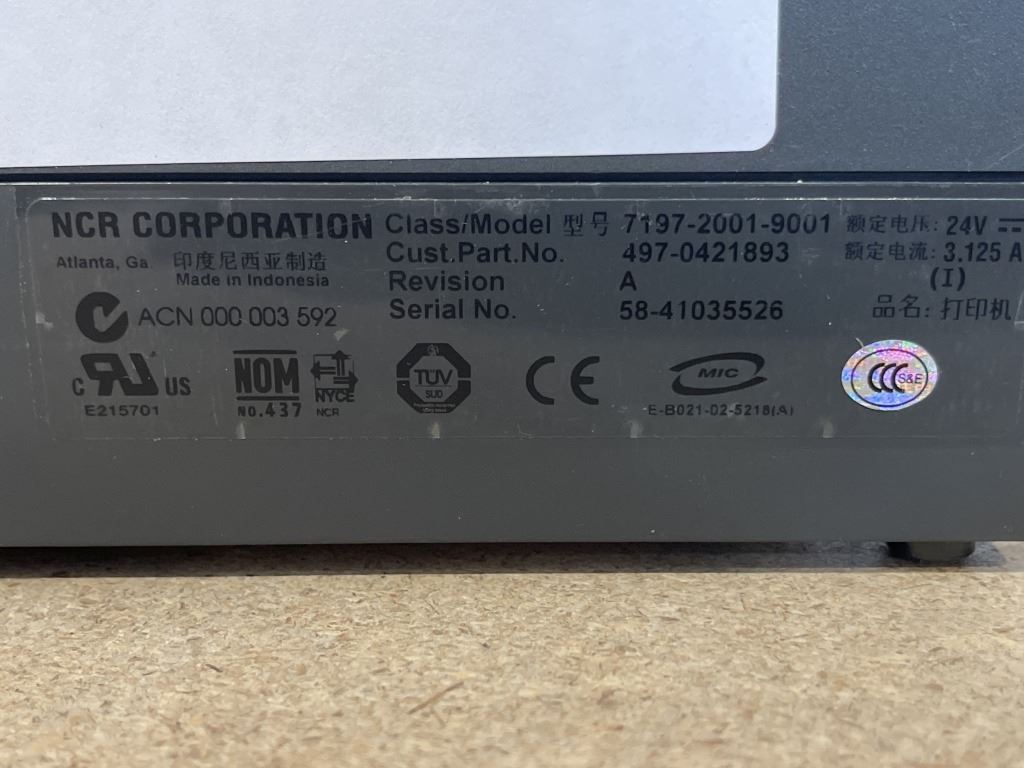 NCR CORPORATION
Atlanta, Ga 印度尼西亚制造
Made in Indonesia
ACN 000 003 592
Class/Model 型号 7197-2001-9001
Cust.Part.No. 497-0421893
Revision A
Serial No. 58-41035526
额定电压: 24V
额定电流: 3.125 A
(I)
品名: 打印机
c RU US
E215701
NOM
NO.437
NYCE
NCR
TÜV
SÜD
CE
MIC
E-B021-02-5218(A)
CCC S&E